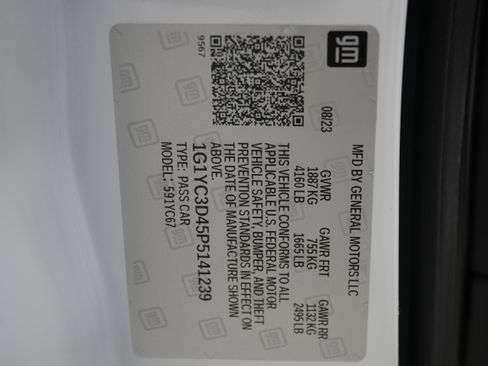 gm
MFD BY GENERAL MOTORS LLC
08/23
GVWR
1887 KG
4160 LB
GAWR FRT
755 KG
1665 LB
GAWR RR
1132 KG
2495 LB
THIS VEHICLE CONFORMS TO ALL
APPLICABLE U.S. FEDERAL MOTOR
VEHICLE SAFETY, BUMPER, AND THEFT
PREVENTION STANDARDS IN EFFECT ON
THE DATE OF MANUFACTURE SHOWN
ABOVE.
1G1YC3D45P5141239
TYPE: PASS CAR
MODEL: 591YC67
9567